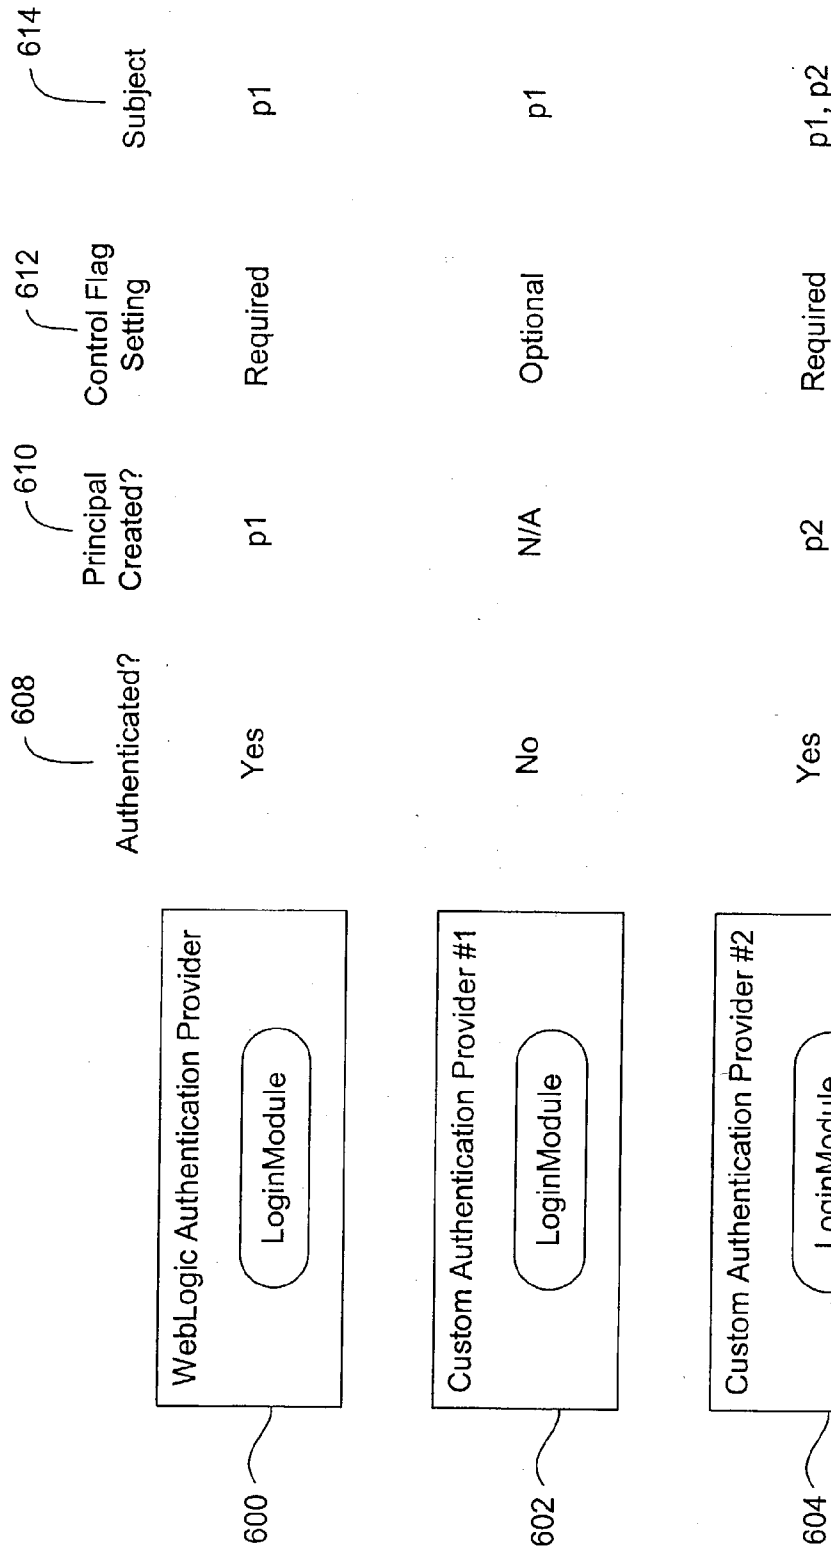 608
610
612
614
Authenticated?
Principal
Created?
Control Flag
Setting
Subject
600
WebLogic Authentication Provider
LoginModule
Yes
p1
Required
p1
602
Custom Authentication Provider #1
LoginModule
No
N/A
Optional
p1
604
Custom Authentication Provider #2
LoginModule
Yes
p2
Required
p1, p2